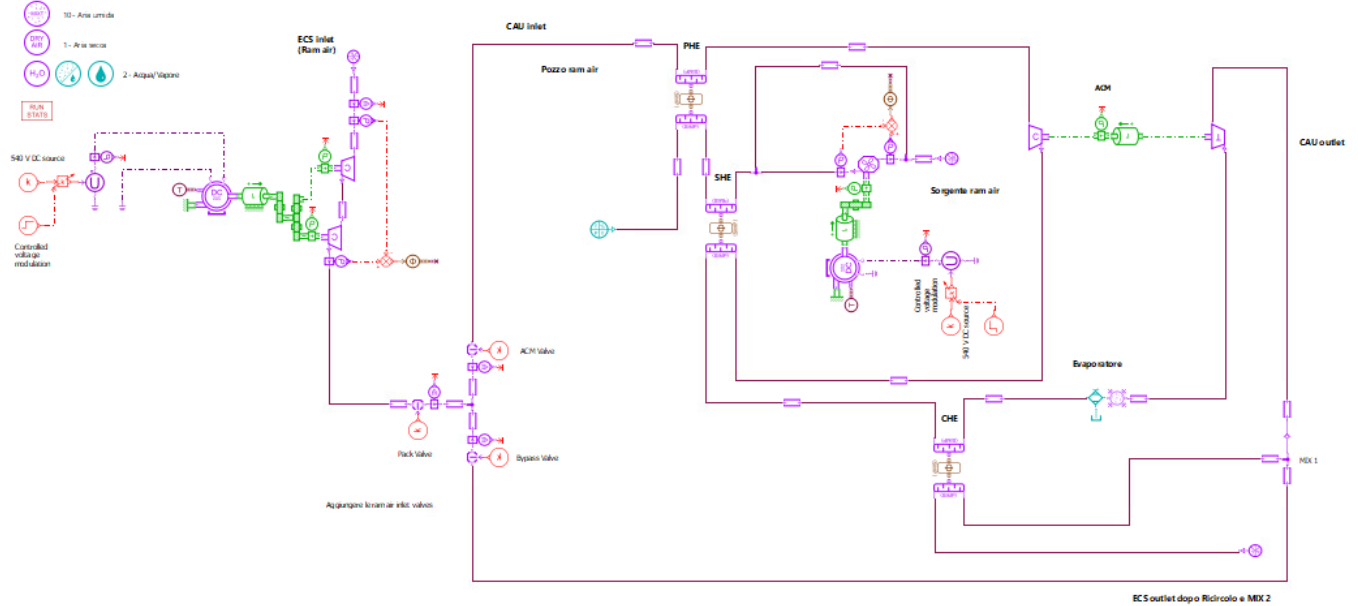 MIST
10 - Aria umida
DRY
AIR
1 - Aria secca
H₂O
2 - Acqua/Vapore
RUN
STATS
540 V DC source
k
x
U
Controlled
voltage
modulation
T
DC
P
P
C
C
ECS inlet
(Ram air)
CAU inlet
Pozzo ram air
PHE
SHE
ACM
C
T
CAU outlet
Sorgente ram air
DC
T
U
Controlled
voltage
modulation
540 V DC source
k
Evaporatore
CHE
ACM Valve
Pack Valve
k
Bypass Valve
MIX 1
Aggiungere le ram air inlet valves
ECS outlet dopo Ricircolo e MIX 2